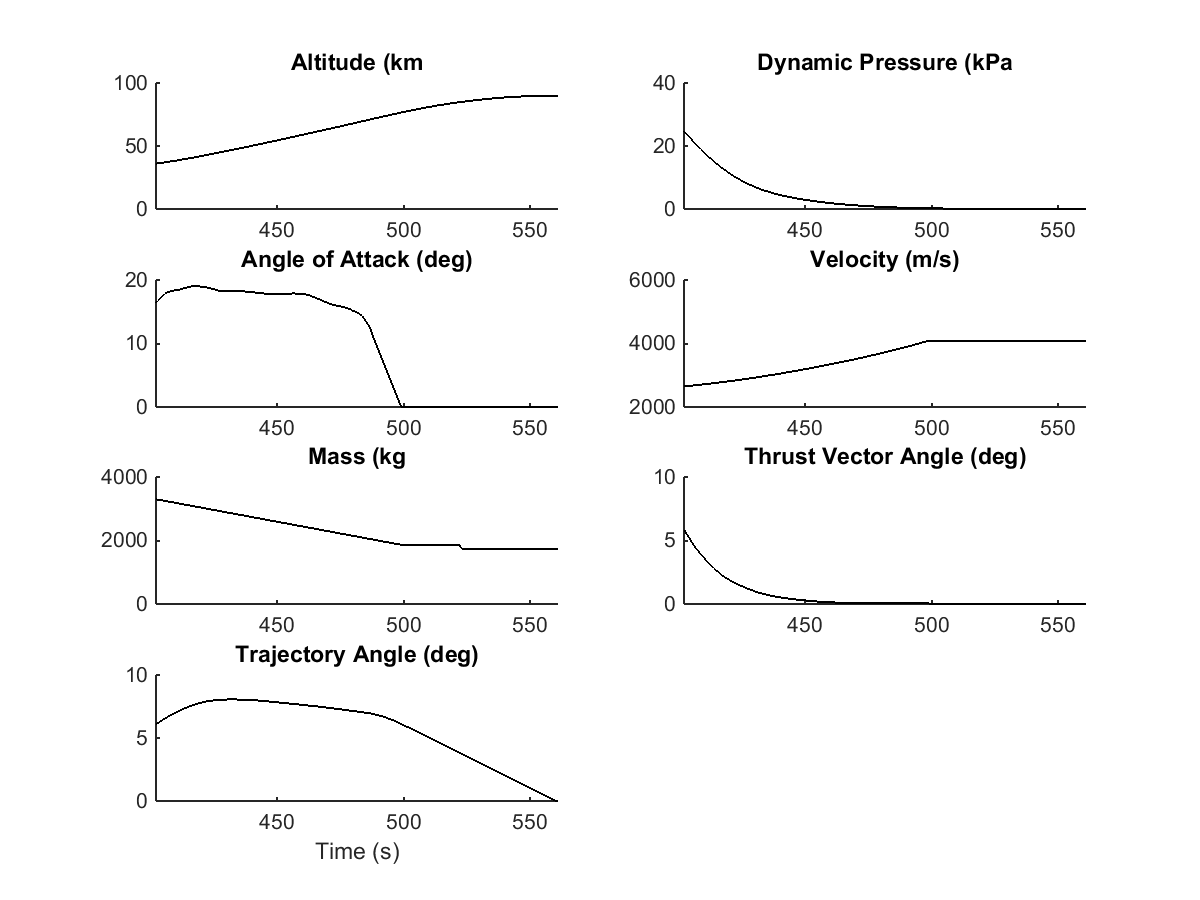 Altitude (km
100
50
0
450 500 550
Dynamic Pressure (kPa
40
20
0
450 500 550
Angle of Attack (deg)
20
10
0
450 500 550
Velocity (m/s)
6000
4000
2000
450 500 550
Mass (kg
4000
2000
0
450 500 550
Thrust Vector Angle (deg)
10
5
0
450 500 550
Trajectory Angle (deg)
10
5
0
450 500 550
Time (s)